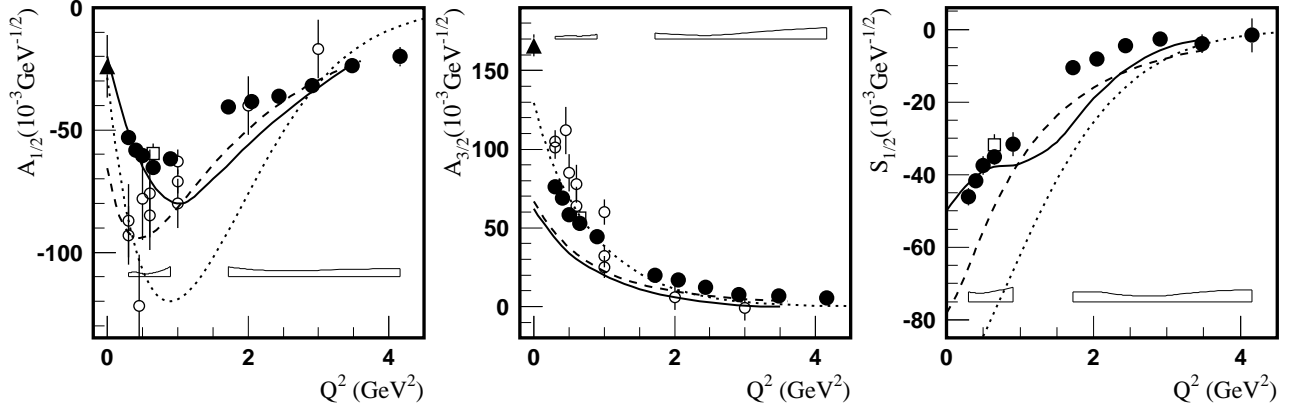 A1/2(10-3GeV-1/2)
0
-50
-100
0 2 4
Q2 (GeV2)
A3/2(10-3GeV-1/2)
150
100
50
0
0 2 4
Q2 (GeV2)
S1/2(10-3GeV-1/2)
0
-20
-40
-60
-80
0 2 4
Q2 (GeV2)